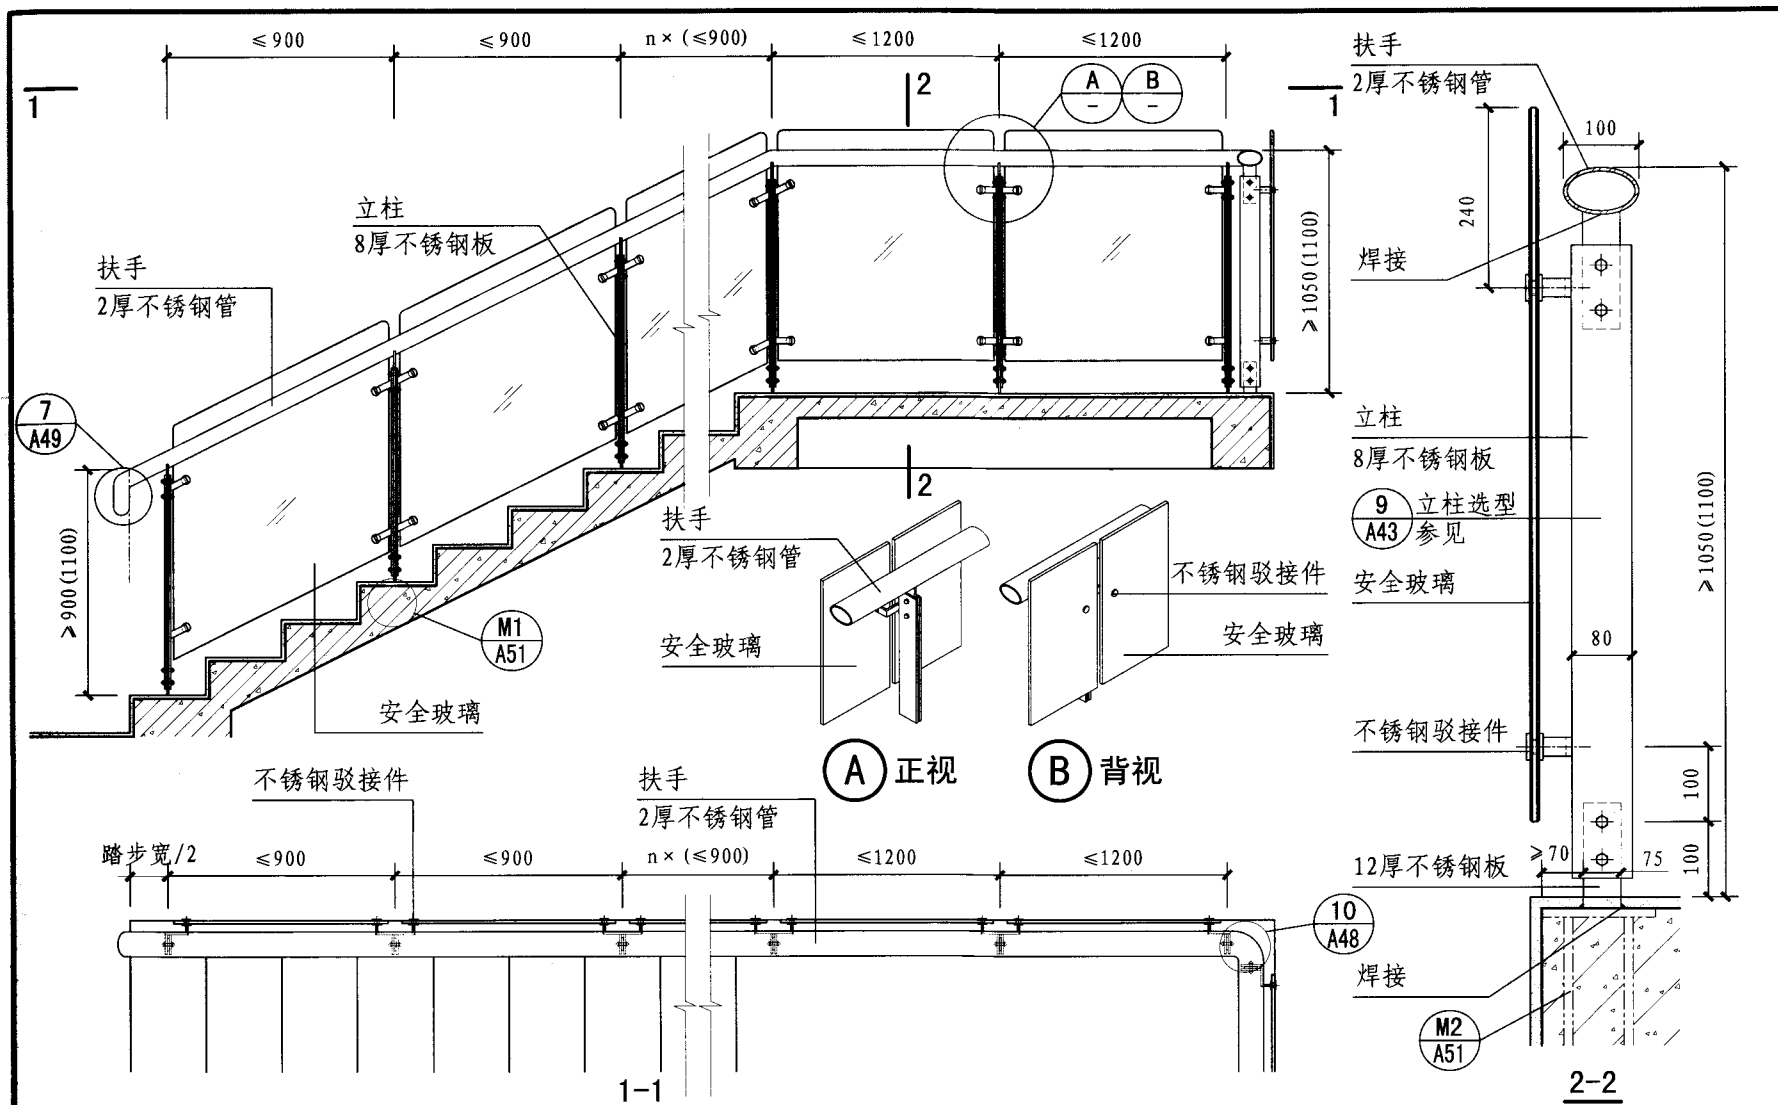 ≤900
≤900
n×(≤900)
≤1200
≤1200
1
2
A
-
B
-
1
扶手
2厚不锈钢管
100
240
立柱
8厚不锈钢板
≥1050(1100)
焊接
扶手
2厚不锈钢管
7
A49
立柱
8厚不锈钢板
2
9
A43
立柱选型
参见
≥1050(1100)
扶手
2厚不锈钢管
不锈钢驳接件
安全玻璃
≥900(1100)
M1
A51
安全玻璃
安全玻璃
80
安全玻璃
不锈钢驳接件
A 正视
B 背视
100
不锈钢驳接件
扶手
2厚不锈钢管
踏步宽/2
≤900
≤900
n×(≤900)
≤1200
≤1200
≥70
75
100
12厚不锈钢板
10
A48
焊接
M2
A51
1-1
2-2